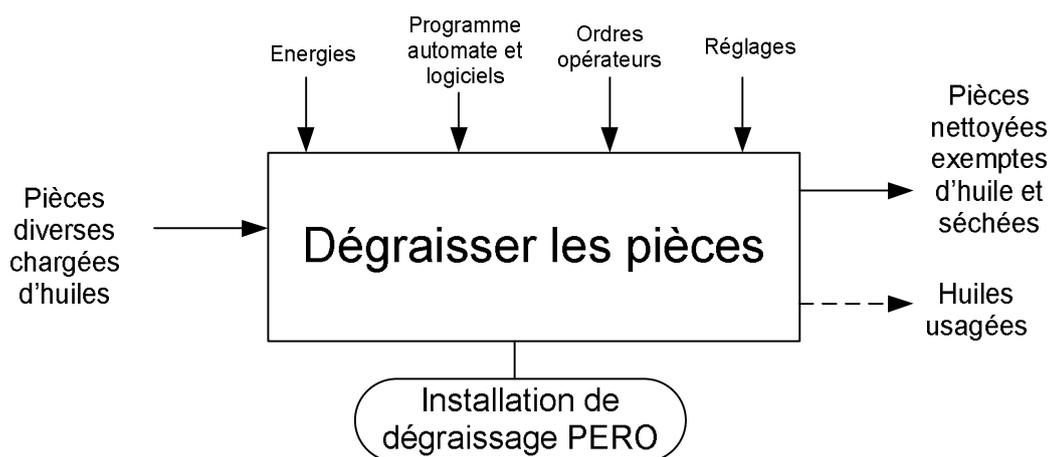 Energies
Programme
automate et
logiciels
Ordres
opérateurs
Réglages
Pièces
diverses
chargées
d'huiles
Dégraisser les pièces
Pièces
nettoyées
exemptes
d'huile et
séchées
Huiles
usagées
Installation de
dégraissage PERO